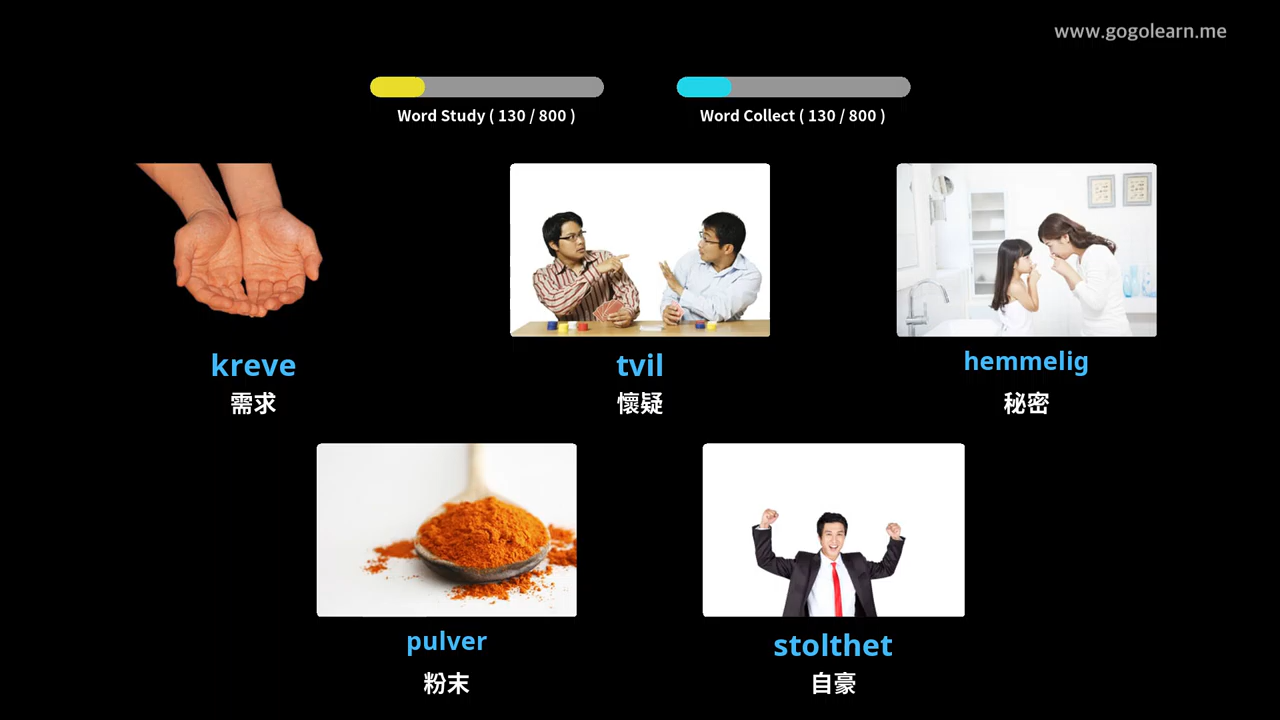 www.gogolearn.me
Word Study ( 130 / 800 )
Word Collect ( 130 / 800 )
kreve
需求
tvil
懷疑
hemmelig
秘密
pulver
粉末
stolthet
自豪